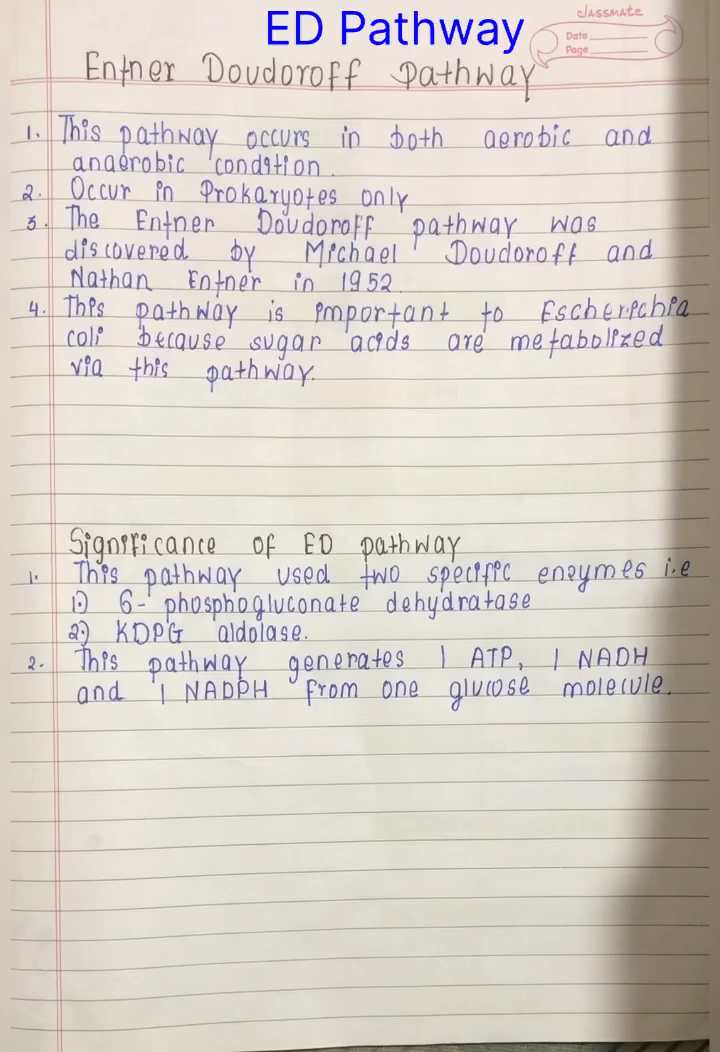 ED Pathway
classmate
Date
Page
Entner Doudoroff Pathway
1. This pathway occurs in both aerobic and
anaerobic condition.
2. Occur in Prokaryotes only
3. The Entner Doudoroff pathway was
discovered by Michael Doudoroff and
Nathan Entner in 1952
4. This pathway is important to Escherichia
coli because sugar acids are metabolized
via this pathway.
Significance of ED pathway
1. This pathway used two specific enzymes i.e
1.) 6-phosphogluconate dehydratase
2.) KDPG aldolase.
2. This pathway generates 1 ATP, 1 NADH
and 1 NADPH from one glucose molecule.